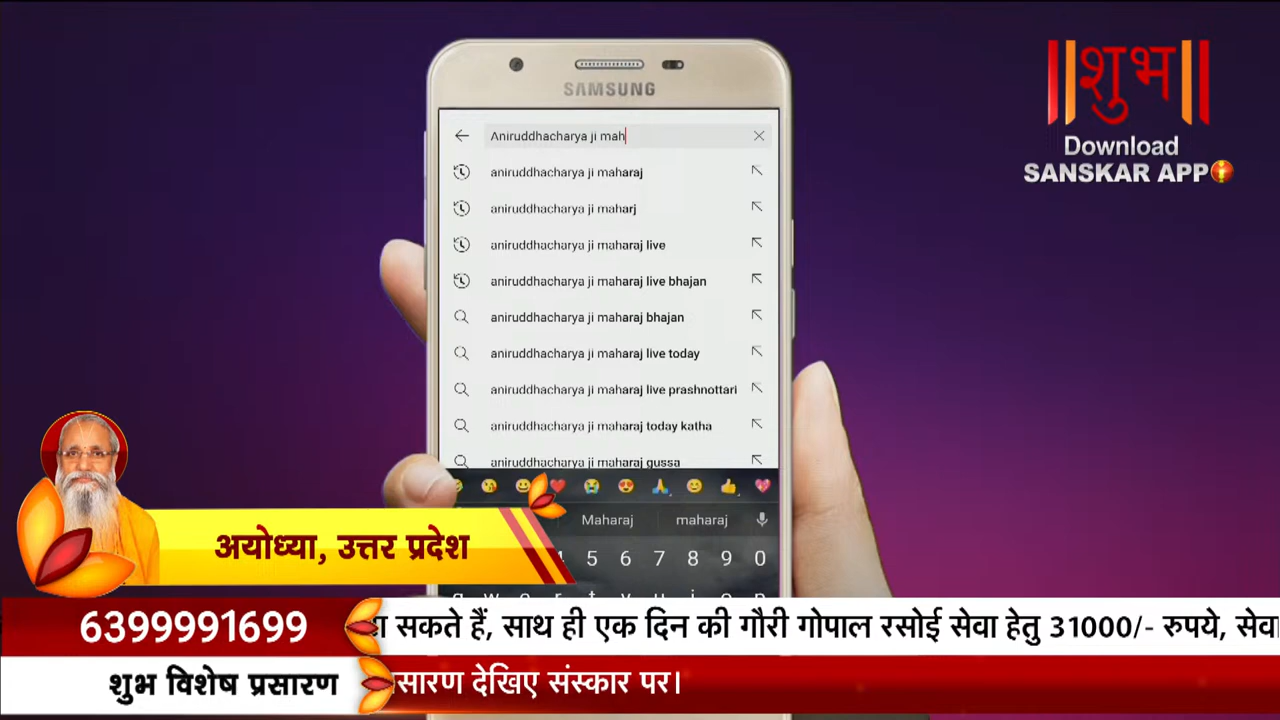 ||शुभ||
Download
SANSKAR APP
SAMSUNG
Aniruddhacharya ji mah
aniruddhacharya ji maharaj
aniruddhacharya ji maharj
aniruddhacharya ji maharaj live
aniruddhacharya ji maharaj live bhajan
aniruddhacharya ji maharaj bhajan
aniruddhacharya ji maharaj live today
aniruddhacharya ji maharaj live prashnottari
aniruddhacharya ji maharaj today katha
aniruddhacharya ji maharaj gussa
Maharaj maharaj
5 6 7 8 9 0
q w e r t y u i o p
अयोध्या, उत्तर प्रदेश
6399991699
सकते हैं, साथ ही एक दिन की गौरी गोपाल रसोई सेवा हेतु 31000/- रुपये, सेवा
शुभ विशेष प्रसारण
सारण देखिए संस्कार पर।